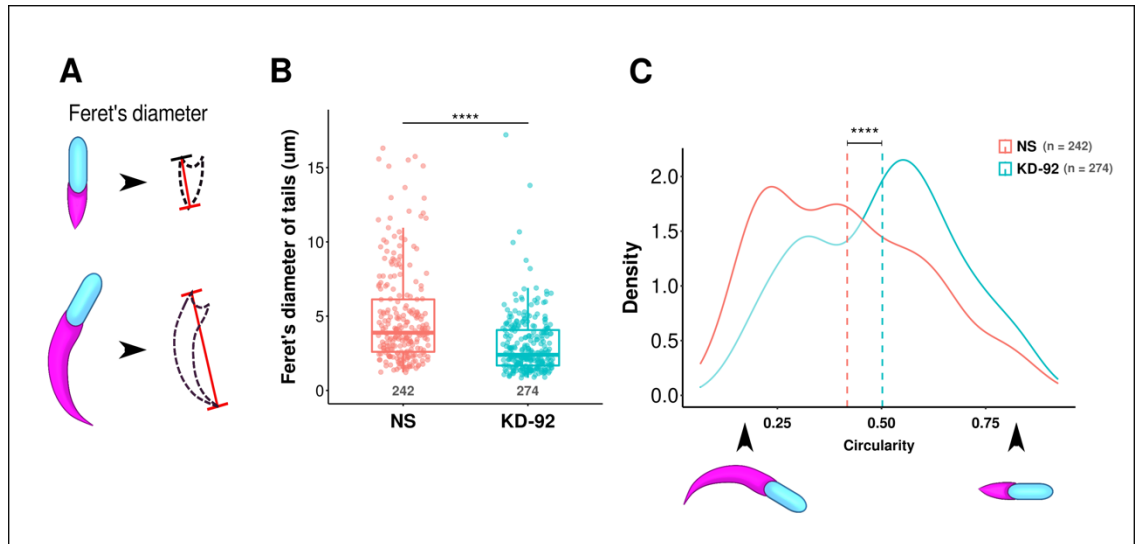 A
Feret's diameter
B
Feret's diameter of tails (um)
****
15
10
5
0
242
274
NS
KD-92
C
****
NS (n = 242)
KD-92 (n = 274)
Density
2.0
1.5
1.0
0.5
0.0
0.25
0.50
0.75
Circularity